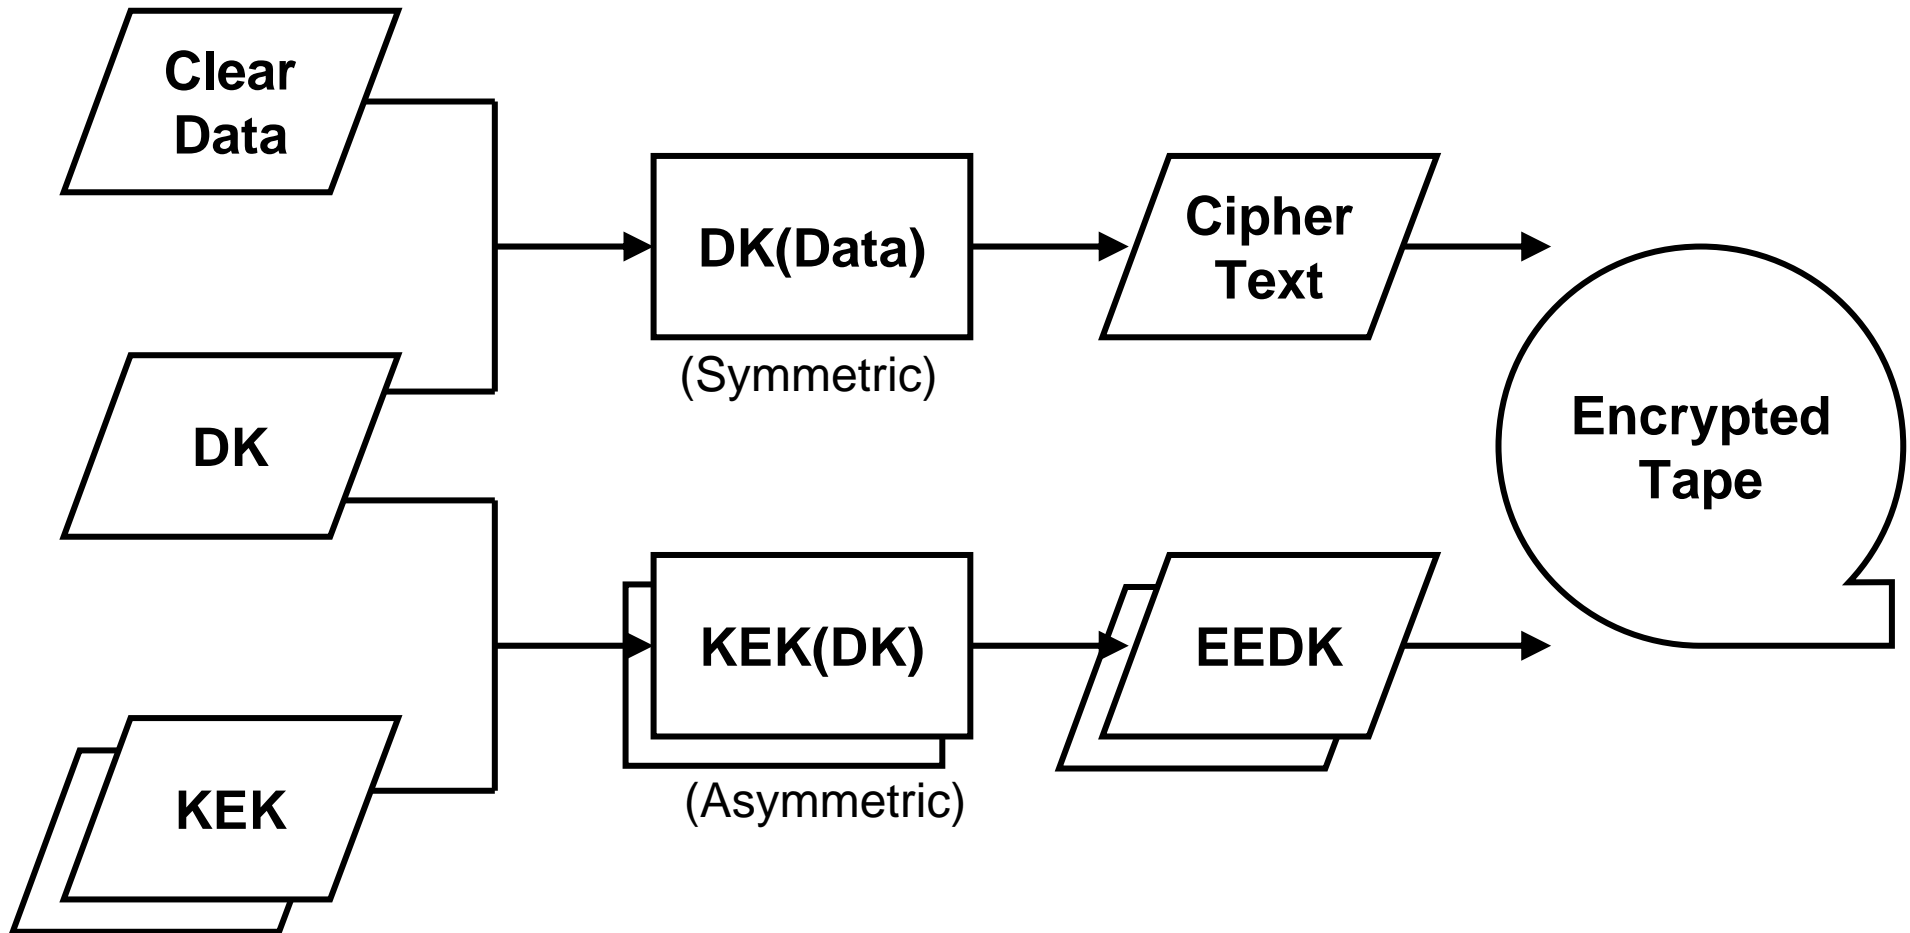 Clear
Data
DK(Data)
(Symmetric)
Cipher
Text
DK
Encrypted
Tape
KEK(DK)
(Asymmetric)
EEDK
KEK